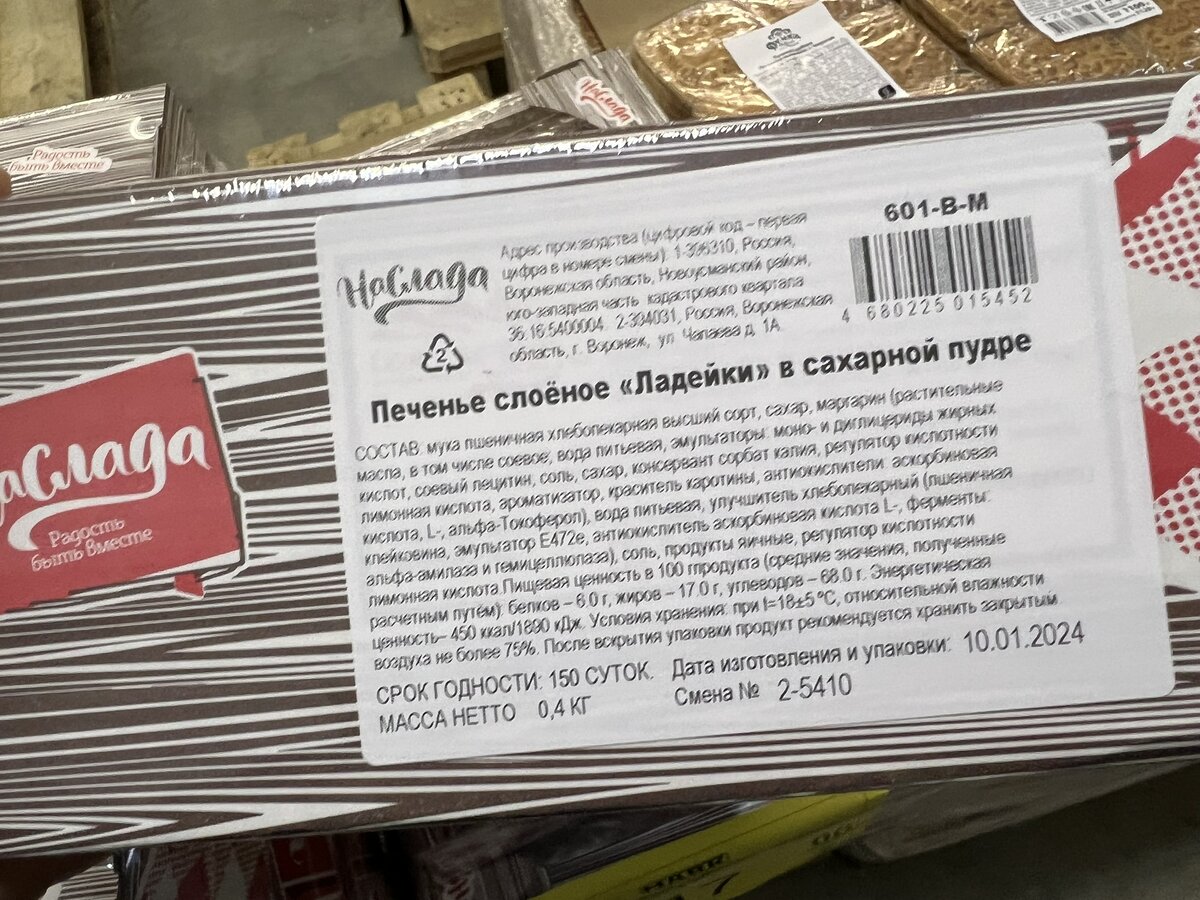 Радость
быть Вместе
НаСлада
НаСлада
Адрес производства (цифровой код – первая
цифра в номере смены): 1-396310, Россия,
Воронежская область, Новоусманский район,
юго-западная часть кадастрового квартала
36:16:5400004 2-394031, Россия, Воронежская
область, г. Воронеж, ул. Чапаева д. 1А
2
601-В-М
4 680225 015452
Печенье слоёное «Ладейки» в сахарной пудре
СОСТАВ: мука пшеничная хлебопекарная высший сорт, сахар, маргарин (растительные
масла, в том числе соевое, вода питьевая, эмульгаторы: моно- и диглицериды жирных
кислот, соевый лецитин, соль, сахар, консервант сорбат калия, регулятор кислотности
лимонная кислота, ароматизатор, краситель каротины, антиокислители: аскорбиновая
кислота, L-, альфа-Токоферол), вода питьевая, улучшитель хлебопекарный (пшеничная
клейковина, эмульгатор Е472е, антиокислитель аскорбиновая кислота L-, ферменты:
альфа-амилаза и гемицеллюлаза), соль, продукты яичные, регулятор кислотности
лимонная кислота.Пищевая ценность в 100 гпродукта (средние значения, полученные
расчетным путём): белков – 6.0 г, жиров – 17.0 г, углеводов – 68.0 г. Энергетическая
ценность– 450 ккал/1890 кДж. Условия хранения: при t=18±5 °С, относительной влажности
воздуха не более 75%. После вскрытия упаковки продукт рекомендуется хранить закрытым
СРОК ГОДНОСТИ: 150 СУТОК. Дата изготовления и упаковки: 10.01.2024
МАССА НЕТТО 0,4 КГ Смена № 2-5410
аСлада
Радость
быть Вместе